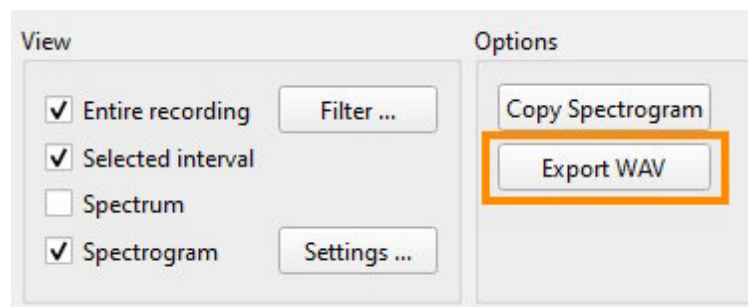 View
Entire recording
Filter ...
Selected interval
Spectrum
Spectrogram
Settings ...
Options
Copy Spectrogram
Export WAV